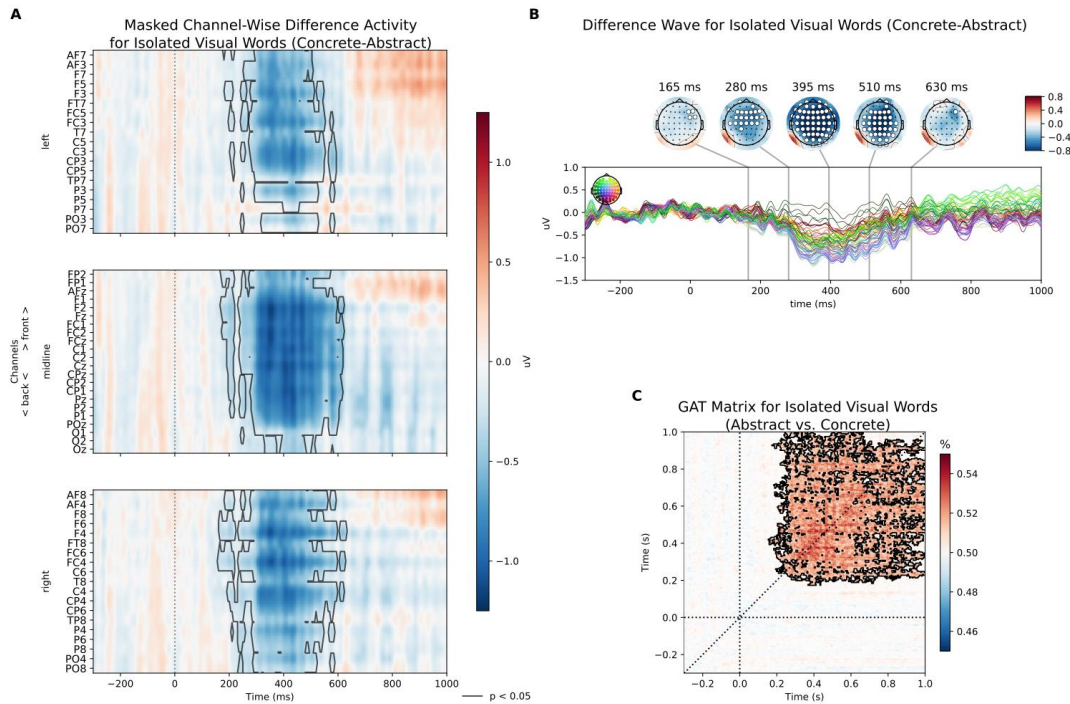 A
Masked Channel-Wise Difference Activity
for Isolated Visual Words (Concrete-Abstract)
AF7
AF3
F7
F5
F3
FT7
FC5
FC3
T7
C5
C3
CP3
CP5
TP7
P3
P5
P7
PO3
PO7
left
FP2
FP1
AFz
F1
F2
Fz
FC1
FC2
FCz
C1
C2
Cz
CPz
CP2
CP1
Pz
P2
P1
POz
O1
O2
Oz
midline
Channels
< back < > front >
AF8
AF4
F8
F6
F4
FT8
FC6
FC4
C6
T8
C4
CP4
CP6
TP8
P4
P6
P8
PO4
PO8
right
−200 0 200 400 600 800 1000
Time (ms)
p < 0.05
1.0
0.5
0.0
−0.5
−1.0
uV
B
Difference Wave for Isolated Visual Words (Concrete-Abstract)
165 ms 280 ms 395 ms 510 ms 630 ms
0.8
0.4
0.0
−0.4
−0.8
1.0
0.5
0.0
−0.5
−1.0
−1.5
uV
−200 0 200 400 600 800 1000
time (ms)
C
GAT Matrix for Isolated Visual Words
(Abstract vs. Concrete)
1.0
0.8
0.6
0.4
0.2
0.0
−0.2
Time (s)
−0.2 0.0 0.2 0.4 0.6 0.8 1.0
Time (s)
%
0.54
0.52
0.50
0.48
0.46